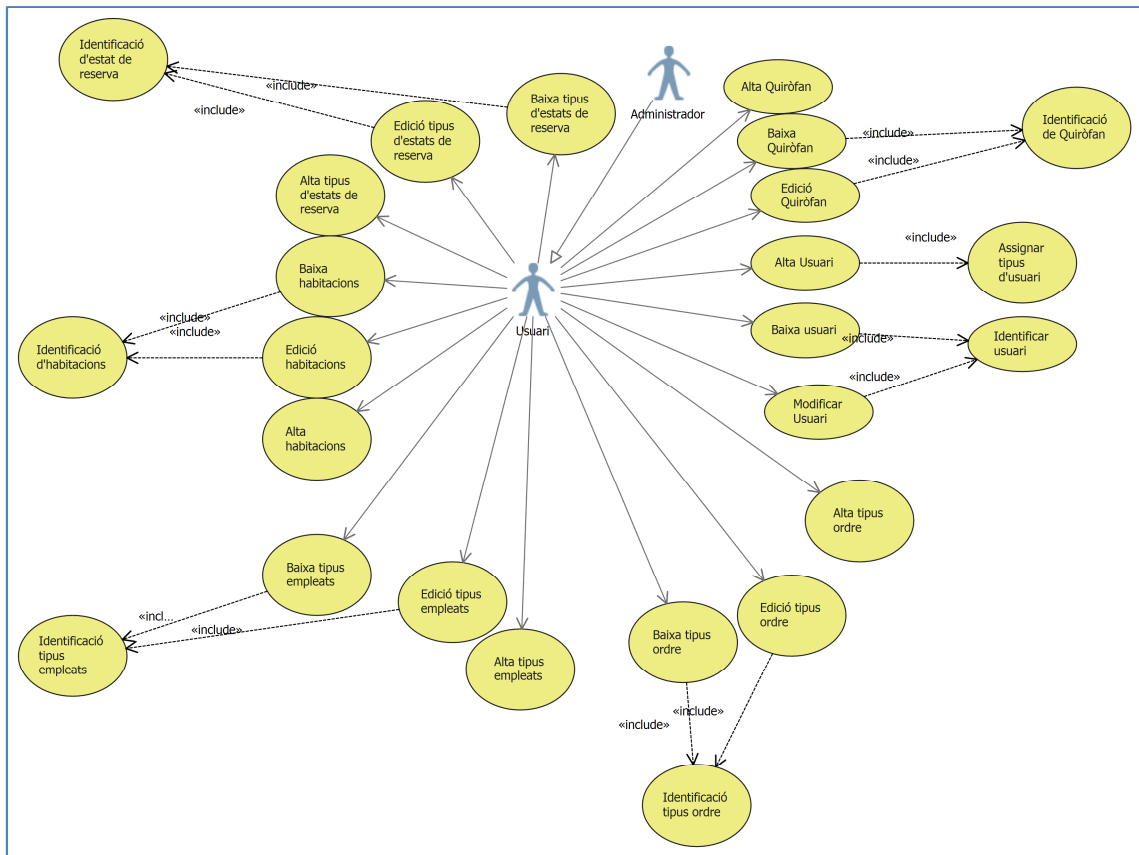 Identificació
d'estat de
reserva
«include»
«include»
Baixa tipus
d'estats de
reserva
Edició tipus
d'estats de
reserva
Administrador
Alta Quiròfan
Baixa
Quiròfan
«include»
Identificació
de Quiròfan
Edició
Quiròfan
«include»
Alta tipus
d'estats de
reserva
Baixa
habitacions
Usuari
Alta Usuari
«include»
Assignar
tipus
d'usuari
«include»
«include»
Identificació
d'habitacions
Edició
habitacions
Baixa usuari
«include»
Identificar
usuari
«include»
Modificar
Usuari
Alta
habitacions
Alta tipus
ordre
Baixa tipus
empleats
Edició tipus
empleats
«incl...
«include»
Identificació
tipus
empleats
Alta tipus
empleats
Baixa tipus
ordre
Edició tipus
ordre
«include»
«include»
Identificació
tipus ordre